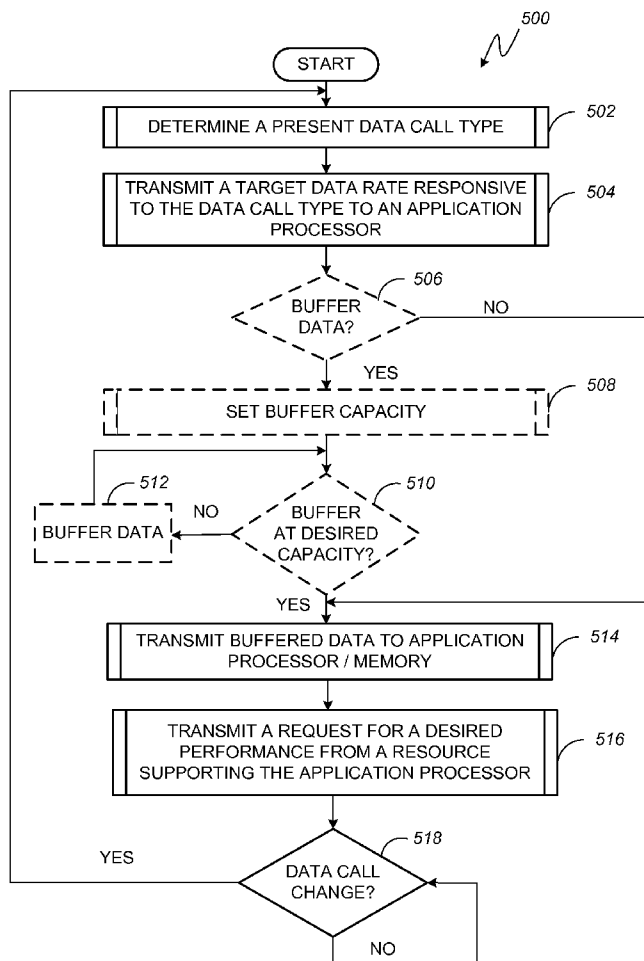 500
START
DETERMINE A PRESENT DATA CALL TYPE
502
TRANSMIT A TARGET DATA RATE RESPONSIVE
TO THE DATA CALL TYPE TO AN APPLICATION
PROCESSOR
504
506
BUFFER
DATA?
NO
YES
SET BUFFER CAPACITY
508
512
BUFFER DATA
NO
510
BUFFER
AT DESIRED
CAPACITY?
YES
TRANSMIT BUFFERED DATA TO APPLICATION
PROCESSOR / MEMORY
514
TRANSMIT A REQUEST FOR A DESIRED
PERFORMANCE FROM A RESOURCE
SUPPORTING THE APPLICATION PROCESSOR
516
518
YES
DATA CALL
CHANGE?
NO